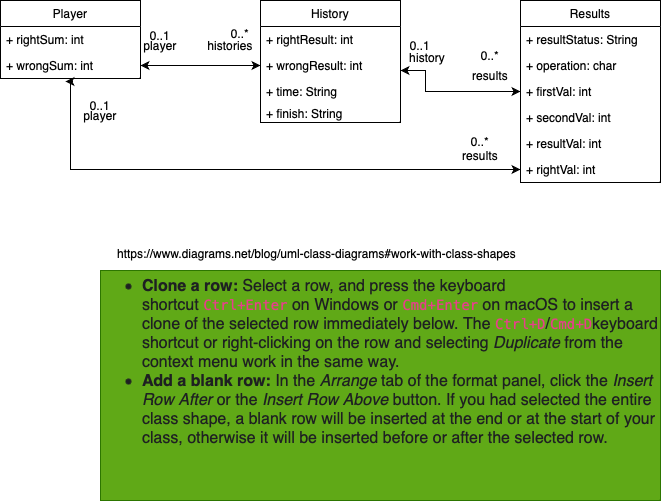 Player
+ rightSum: int
+ wrongSum: int
0..1
player
0..*
histories
History
+ rightResult: int
+ wrongResult: int
+ time: String
+ finish: String
0..1
history
0..*
results
Results
+ resultStatus: String
+ operation: char
+ firstVal: int
+ secondVal: int
+ resultVal: int
+ rightVal: int
0..1
player
0..*
results
https://www.diagrams.net/blog/uml-class-diagrams#work-with-class-shapes
• Clone a row: Select a row, and press the keyboard
shortcut Ctrl+Enter on Windows or Cmd+Enter on macOS to insert a
clone of the selected row immediately below. The Ctrl+D/Cmd+Dkeyboard
shortcut or right-clicking on the row and selecting Duplicate from the
context menu work in the same way.
• Add a blank row: In the Arrange tab of the format panel, click the Insert
Row After or the Insert Row Above button. If you had selected the entire
class shape, a blank row will be inserted at the end or at the start of your
class, otherwise it will be inserted before or after the selected row.